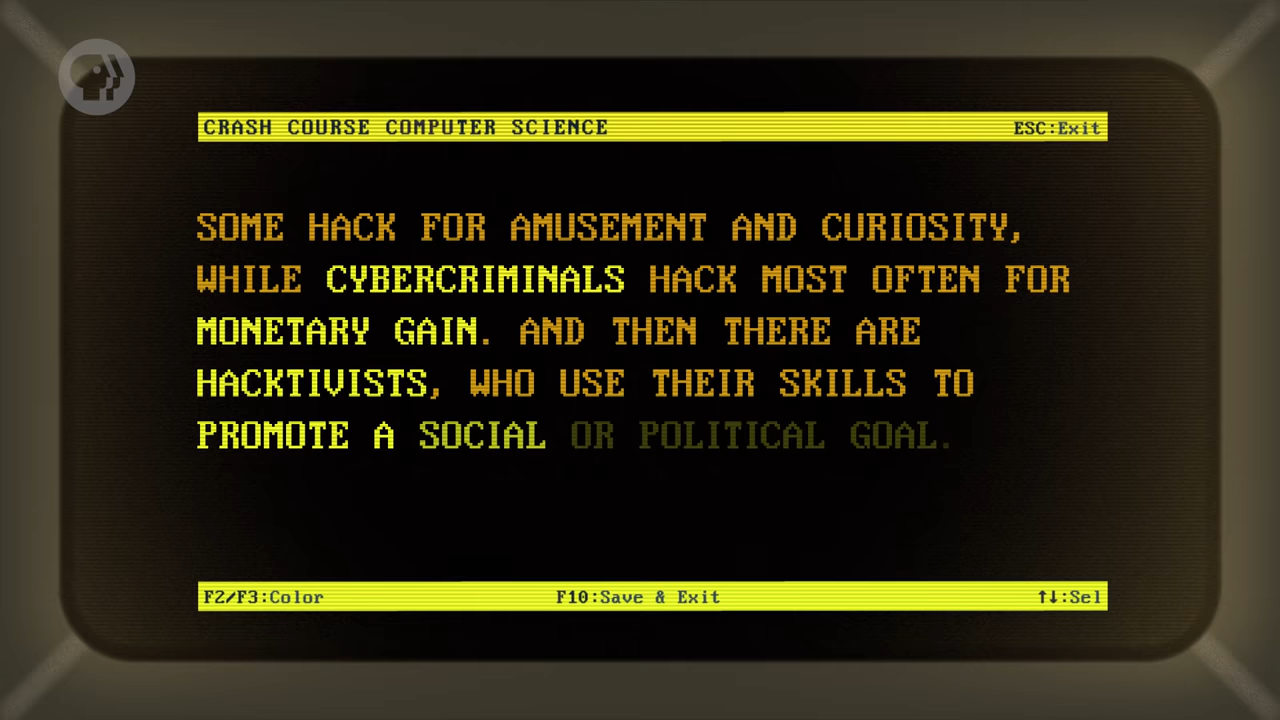 CRASH COURSE COMPUTER SCIENCE ESC:Exit
SOME HACK FOR AMUSEMENT AND CURIOSITY,
WHILE CYBERCRIMINALS HACK MOST OFTEN FOR
MONETARY GAIN. AND THEN THERE ARE
HACKTIVISTS, WHO USE THEIR SKILLS TO
PROMOTE A SOCIAL OR POLITICAL GOAL.
F2/F3:Color F10:Save & Exit ↑↓:Sel